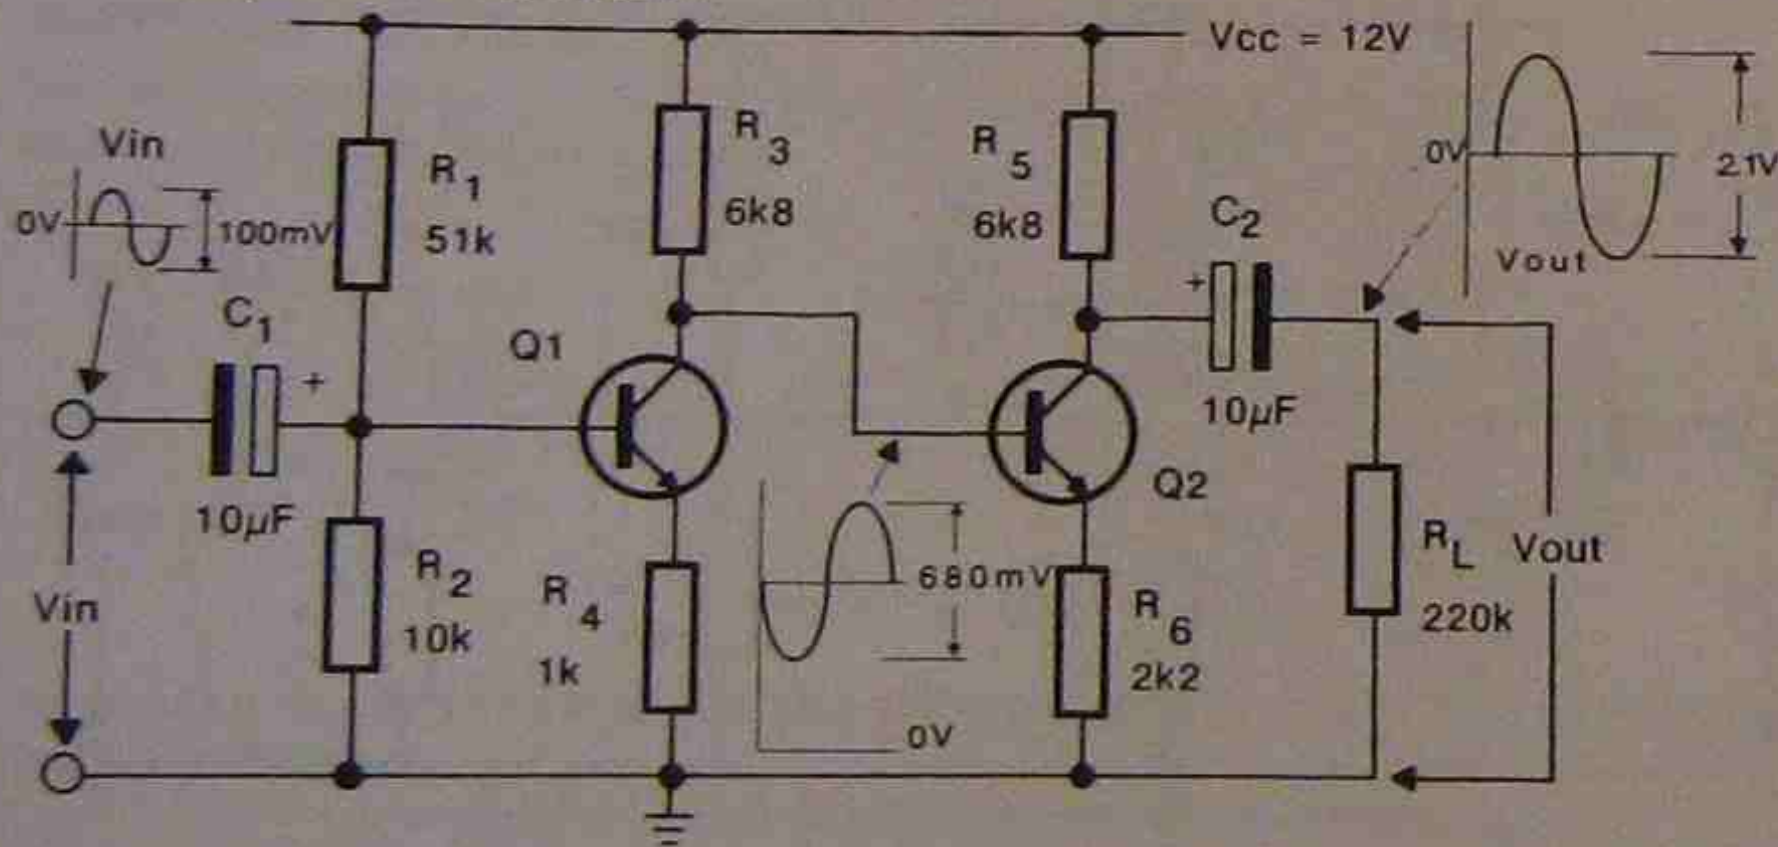 Vcc = 12V
Vin
0V
100mV
R1
51k
R3
6k8
R5
6k8
C2
+
10µF
0V
2.1V
Vout
C1
+
10µF
Q1
Q2
Vin
R2
10k
R4
1k
680mV
0V
R6
2k2
RL
220k
Vout